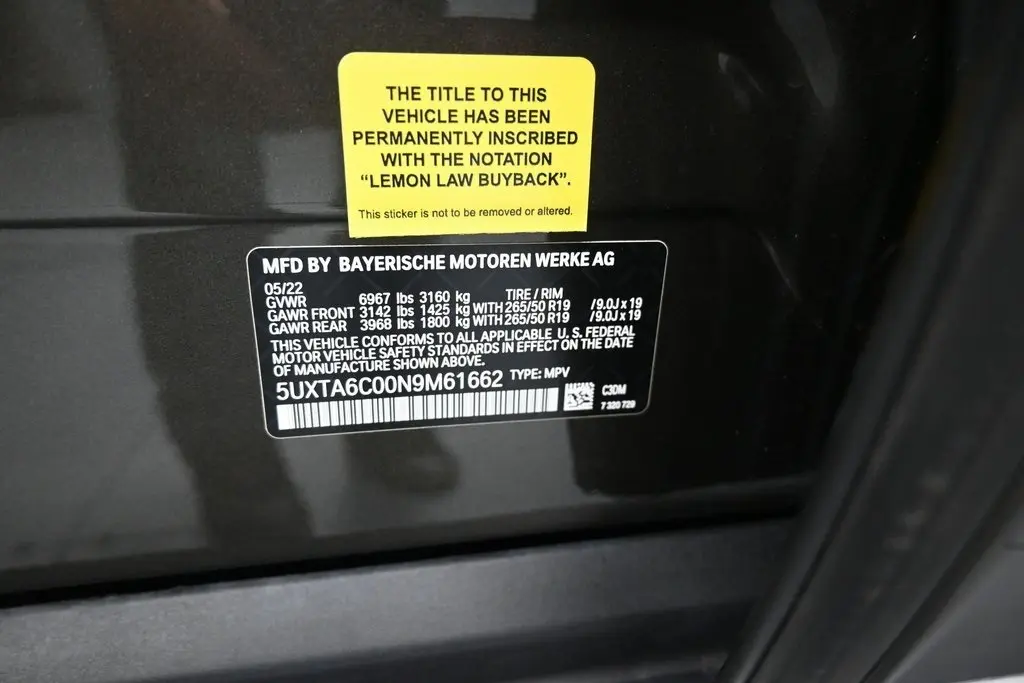 THE TITLE TO THIS
VEHICLE HAS BEEN
PERMANENTLY INSCRIBED
WITH THE NOTATION
“LEMON LAW BUYBACK”.
This sticker is not to be removed or altered.
MFD BY BAYERISCHE MOTOREN WERKE AG
05/22
GVWR 6967 lbs 3160 kg TIRE / RIM
GAWR FRONT 3142 lbs 1425 kg WITH 265/50 R19 /9.0J x 19
GAWR REAR 3968 lbs 1800 kg WITH 265/50 R19 /9.0J x 19
THIS VEHICLE CONFORMS TO ALL APPLICABLE U.S. FEDERAL
MOTOR VEHICLE SAFETY STANDARDS IN EFFECT ON THE DATE
OF MANUFACTURE SHOWN ABOVE.
5UXTA6C00N9M61662 TYPE: MPV
C3DM
7 320 729